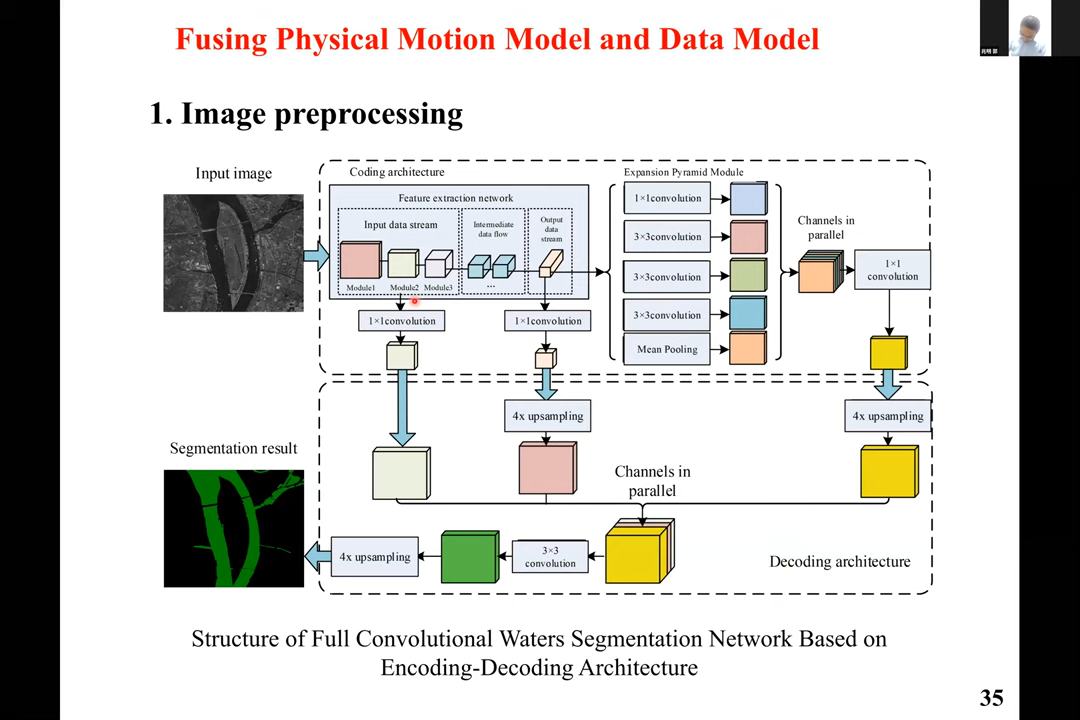 Fusing Physical Motion Model and Data Model
1. Image preprocessing
Input image
Coding architecture
Feature extraction network
Input data stream
Module1
Module2
Module3
Intermediate
data flow
...
Output
data
stream
1×1convolution
1×1convolution
Expansion Pyramid Module
1×1convolution
3×3convolution
3×3convolution
3×3convolution
Mean Pooling
Channels in
parallel
1×1
convolution
4x upsampling
4x upsampling
Segmentation result
Channels in
parallel
4x upsampling
3×3
convolution
Decoding architecture
Structure of Full Convolutional Waters Segmentation Network Based on
Encoding-Decoding Architecture
35